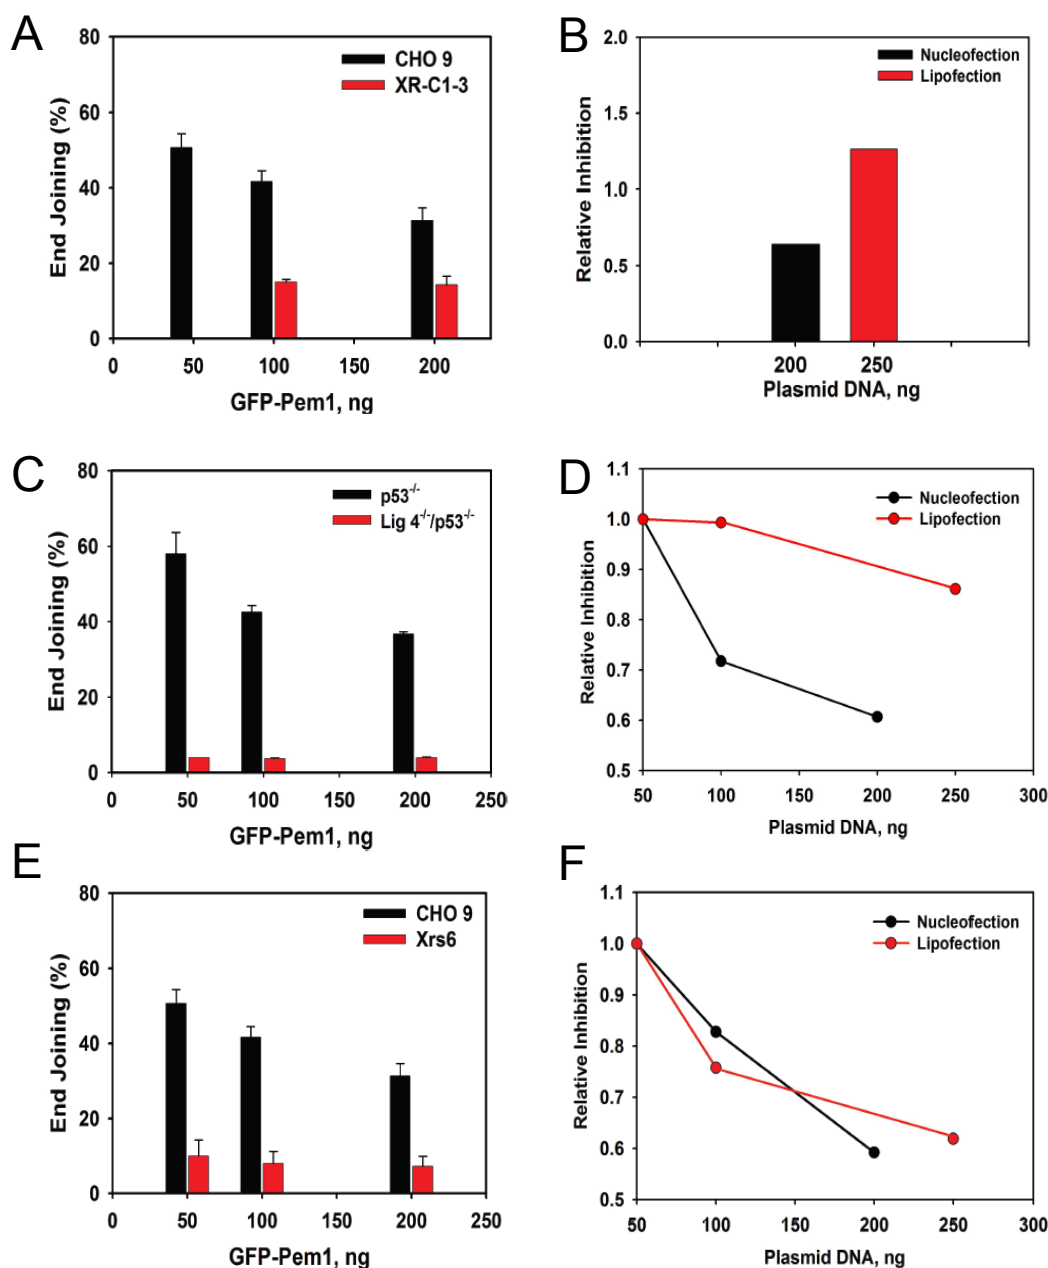 A
80
60
40
20
0
End Joining (%)
CHO 9
XR-C1-3
0 50 100 150 200
GFP-Pem1, ng
B
2.0
1.5
1.0
0.5
0.0
Relative Inhibition
Nucleofection
Lipofection
200 250
Plasmid DNA, ng
C
80
60
40
20
0
End Joining (%)
p53-/-
Lig 4-/-/p53-/-
0 50 100 150 200 250
GFP-Pem1, ng
D
1.1
1.0
0.9
0.8
0.7
0.6
0.5
Relative Inhibition
Nucleofection
Lipofection
50 100 150 200 250 300
Plasmid DNA, ng
E
80
60
40
20
0
End Joining (%)
CHO 9
Xrs6
0 50 100 150 200 250
GFP-Pem1, ng
F
1.1
1.0
0.9
0.8
0.7
0.6
0.5
Relative Inhibition
Nucleofection
Lipofection
50 100 150 200 250 300
Plasmid DNA, ng